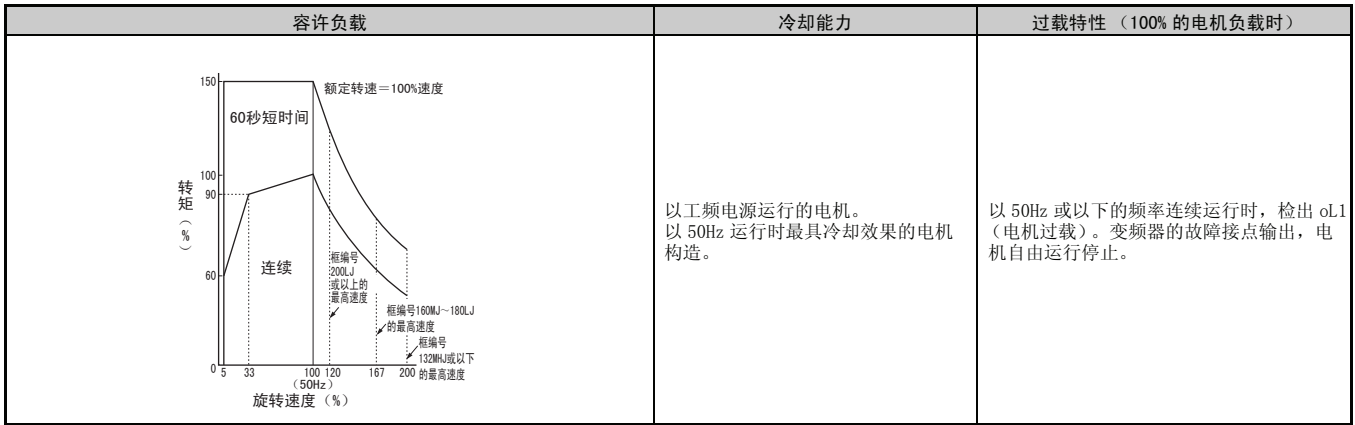 容许负载
冷却能力
过载特性（100% 的电机负载时）
150
额定转速＝100%速度
60秒短时间
100
90
转矩（%）
60
连续
框编号
200LJ
或以上的
最高速度
框编号160MJ～180LJ
的最高速度
框编号
132MHJ或以下
的最高速度
0
5
33
100
120
167
200
（50Hz）
旋转速度（%）
以工频电源运行的电机。
以 50Hz 运行时最具冷却效果的电机
构造。
以 50Hz 或以下的频率连续运行时，检出 oL1
（电机过载）。变频器的故障接点输出，电
机自由运行停止。